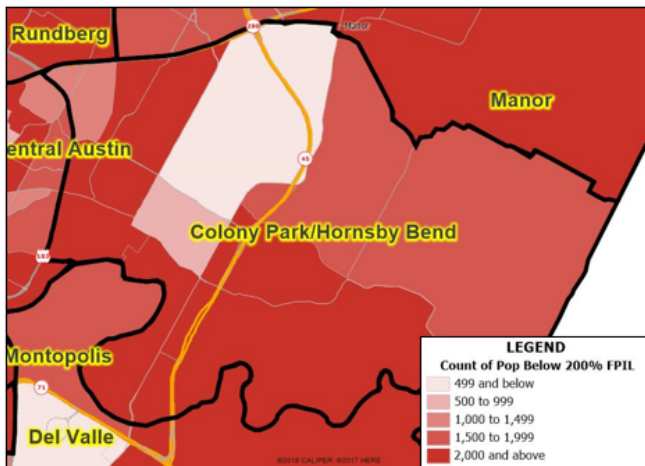 Rundberg
290
Manor
Manor
entral Austin
45
Colony Park/Hornsby Bend
183
Montopolis
71
Del Valle
LEGEND
Count of Pop Below 200% FPIL
499 and below
500 to 999
1,000 to 1,499
1,500 to 1,999
2,000 and above
©2018 CALIPER; ©2017 HERE